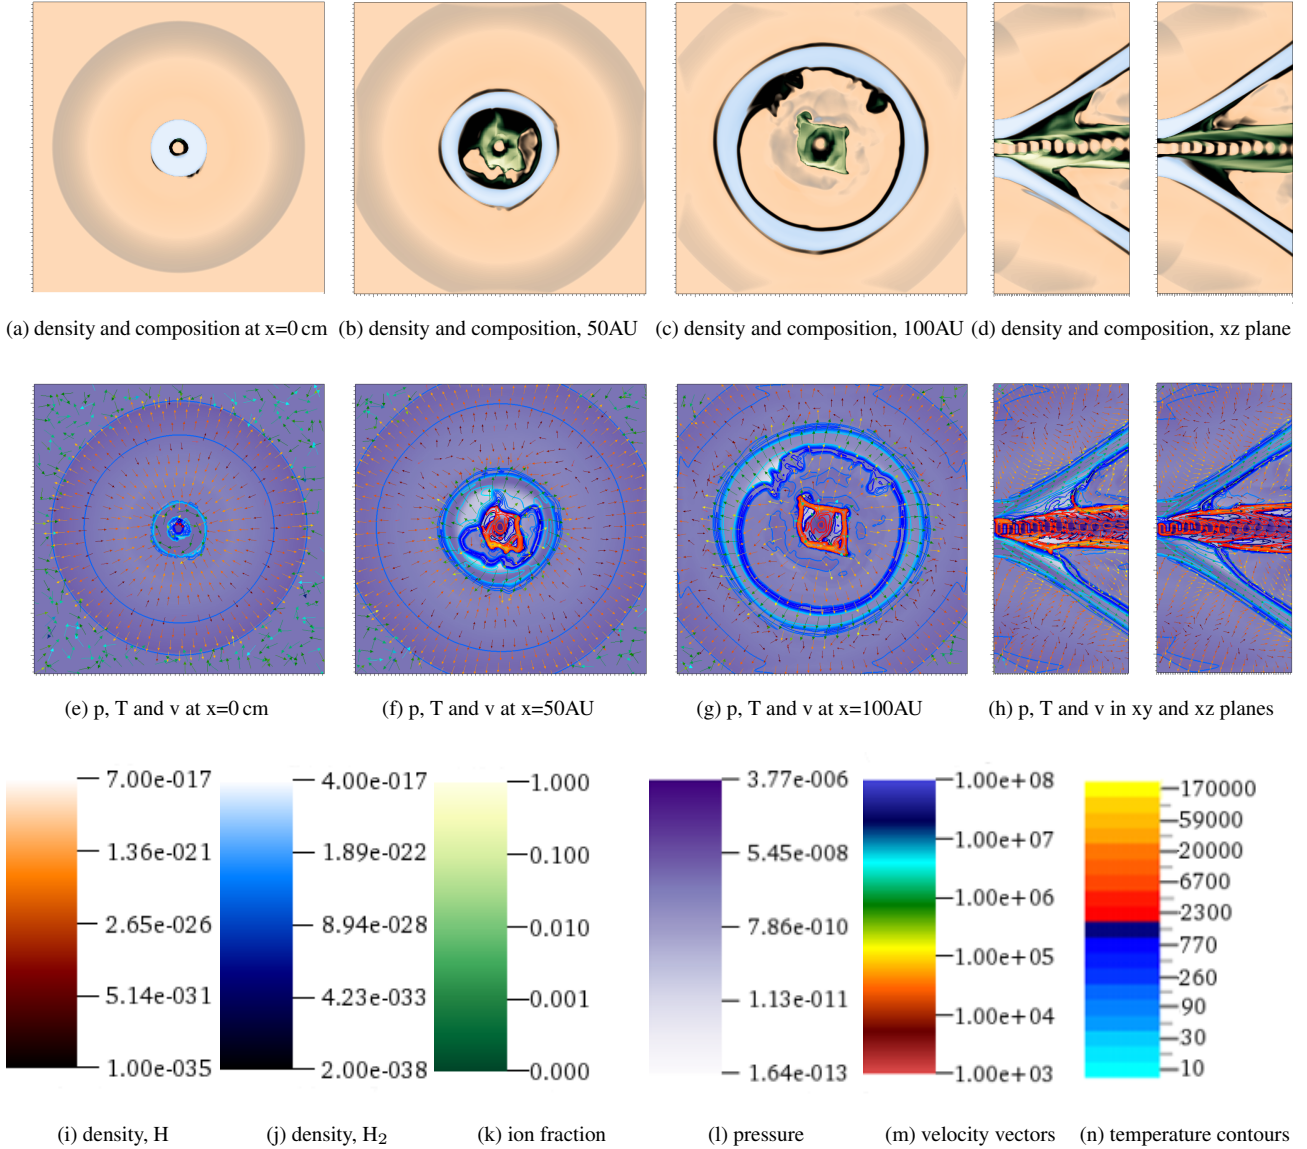 (a) density and composition at x=0 cm
(b) density and composition, 50AU
(c) density and composition, 100AU
(d) density and composition, xz plane
(e) p, T and v at x=0 cm
(f) p, T and v at x=50AU
(g) p, T and v at x=100AU
(h) p, T and v in xy and xz planes
7.00e-017
1.36e-021
2.65e-026
5.14e-031
1.00e-035
4.00e-017
1.89e-022
8.94e-028
4.23e-033
2.00e-038
1.000
0.100
0.010
0.001
0.000
3.77e-006
5.45e-008
7.86e-010
1.13e-011
1.64e-013
1.00e+08
1.00e+07
1.00e+06
1.00e+05
1.00e+04
1.00e+03
170000
59000
20000
6700
2300
770
260
90
30
10
(i) density, H
(j) density, H₂
(k) ion fraction
(l) pressure
(m) velocity vectors
(n) temperature contours